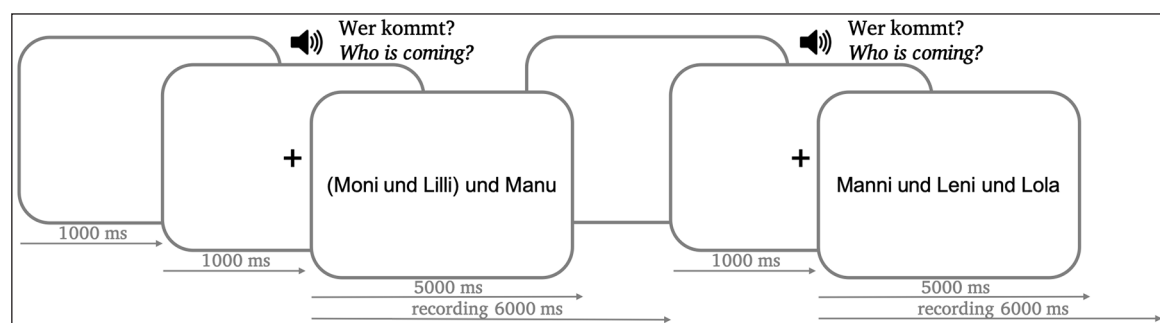 Wer kommt?
Who is coming?
Wer kommt?
Who is coming?
+
(Moni und Lilli) und Manu
+
Manni und Leni und Lola
1000 ms
1000 ms
5000 ms
recording 6000 ms
1000 ms
5000 ms
recording 6000 ms